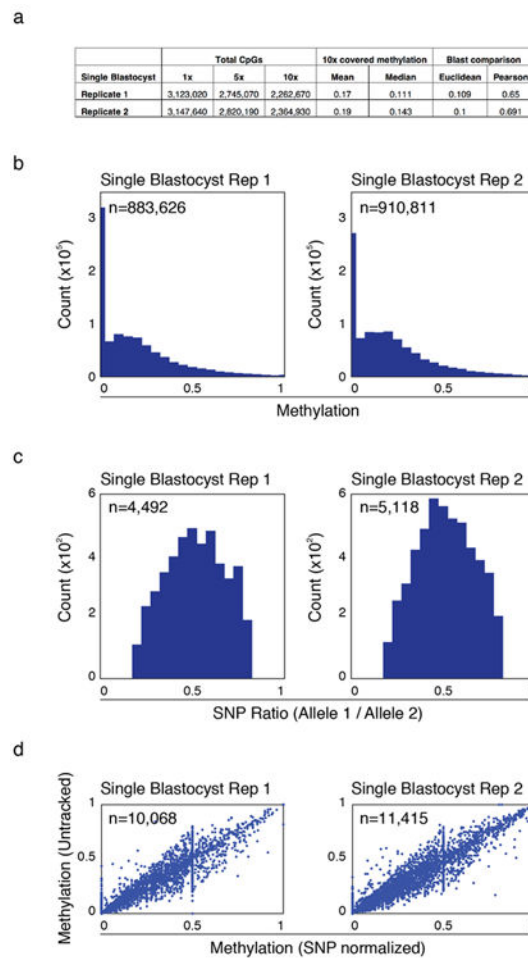 a
Total CpGs 10x covered methylation Blast comparison
Single Blastocyst 1x 5x 10x Mean Median Euclidean Pearson
Replicate 1 3,123,020 2,745,070 2,262,670 0.17 0.111 0.109 0.65
Replicate 2 3,147,640 2,820,190 2,364,930 0.19 0.143 0.1 0.691
b
Single Blastocyst Rep 1 Single Blastocyst Rep 2
n=883,626 n=910,811
Count (x10⁵) Count (x10⁵)
3 3
2 2
1 1
0 0
0 0.5 1 0 0.5
Methylation
c
Single Blastocyst Rep 1 Single Blastocyst Rep 2
n=4,492 n=5,118
Count (x10²) Count (x10²)
6 6
4 4
2 2
0 0
0 0.5 1 0 0.5
SNP Ratio (Allele 1 / Allele 2)
d
Single Blastocyst Rep 1 Single Blastocyst Rep 2
n=10,068 n=11,415
Methylation (Untracked)
1 1
0.5 0.5
0 0
0 0.5 1 0 0.5
Methylation (SNP normalized)